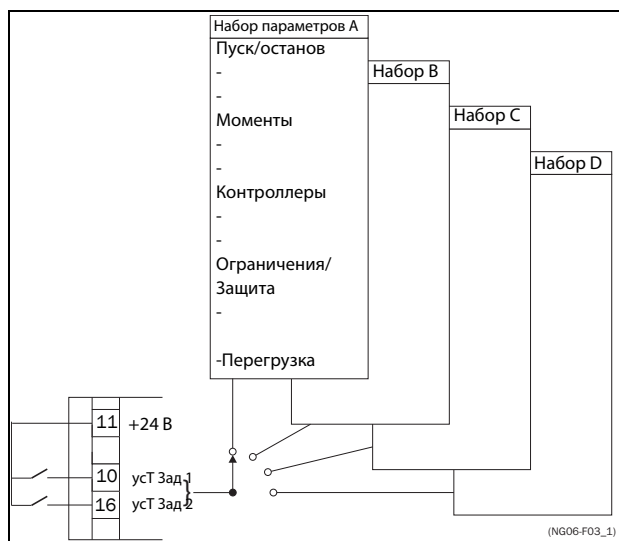 Набор параметров A
Пуск/останов
-
-
Моменты
-
-
Контроллеры
-
-
Ограничения/
Защита
-
-Перегрузка
Набор B
Набор C
Набор D
11 +24 В
10 усТ Зад 1
16 усТ Зад 2
(NG06-F03_1)